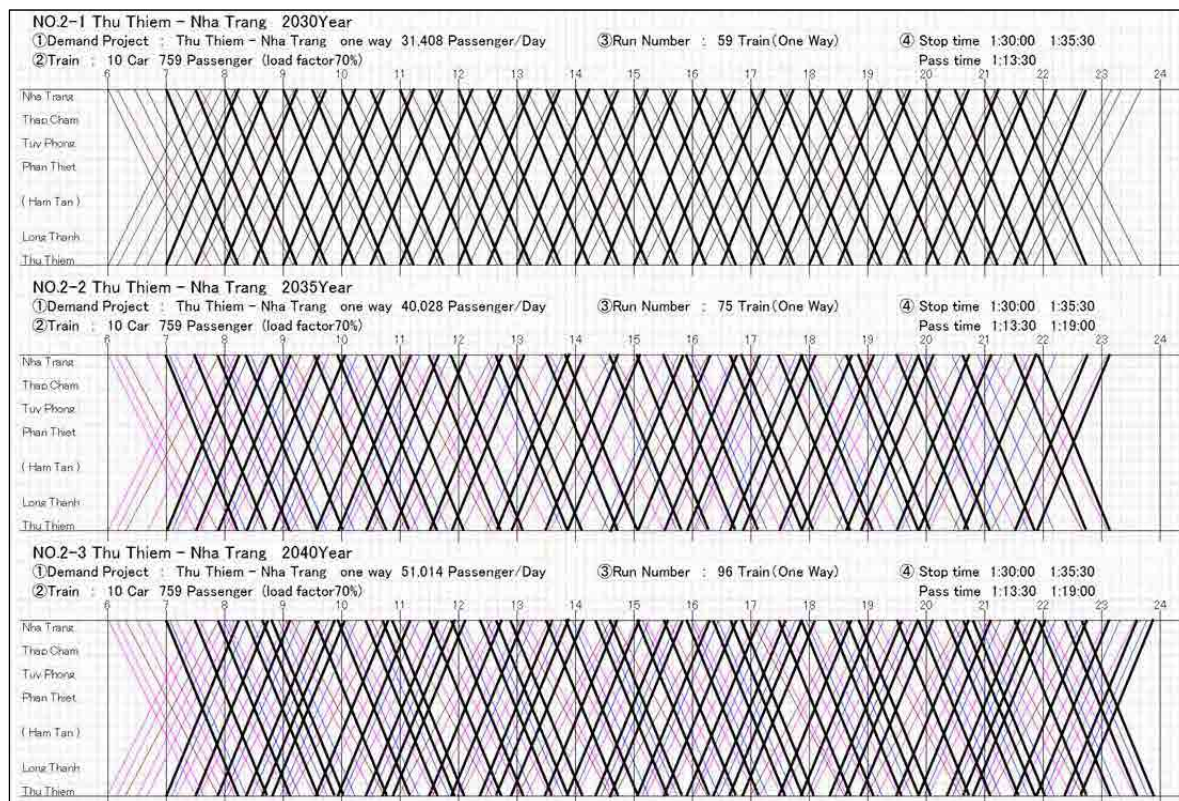 NO.2-1 Thu Thiem - Nha Trang 2030Year
①Demand Project : Thu Thiem - Nha Trang one way 31,408 Passenger/Day ③Run Number : 59 Train(One Way) ④ Stop time 1:30:00 1:35:30
②Train : 10 Car 759 Passenger (load factor70%) Pass time 1:13:30
6 7 8 9 10 11 12 13 14 15 16 17 18 19 20 21 22 23 24
Nha Trang
Thap Cham
Tuy Phong
Phan Thiet
( Ham Tan )
Long Thanh
Thu Thiem
NO.2-2 Thu Thiem - Nha Trang 2035Year
①Demand Project : Thu Thiem - Nha Trang one way 40,028 Passenger/Day ③Run Number : 75 Train(One Way) ④ Stop time 1:30:00 1:35:30
②Train : 10 Car 759 Passenger (load factor70%) Pass time 1:13:30 1:19:00
6 7 8 9 10 11 12 13 14 15 16 17 18 19 20 21 22 23 24
Nha Trang
Thap Cham
Tuy Phong
Phan Thiet
( Ham Tan )
Long Thanh
Thu Thiem
NO.2-3 Thu Thiem - Nha Trang 2040Year
①Demand Project : Thu Thiem - Nha Trang one way 51,014 Passenger/Day ③Run Number : 96 Train(One Way) ④ Stop time 1:30:00 1:35:30
②Train : 10 Car 759 Passenger (load factor70%) Pass time 1:13:30 1:19:00
6 7 8 9 10 11 12 13 14 15 16 17 18 19 20 21 22 23 24
Nha Trang
Thap Cham
Tuy Phong
Phan Thiet
( Ham Tan )
Long Thanh
Thu Thiem